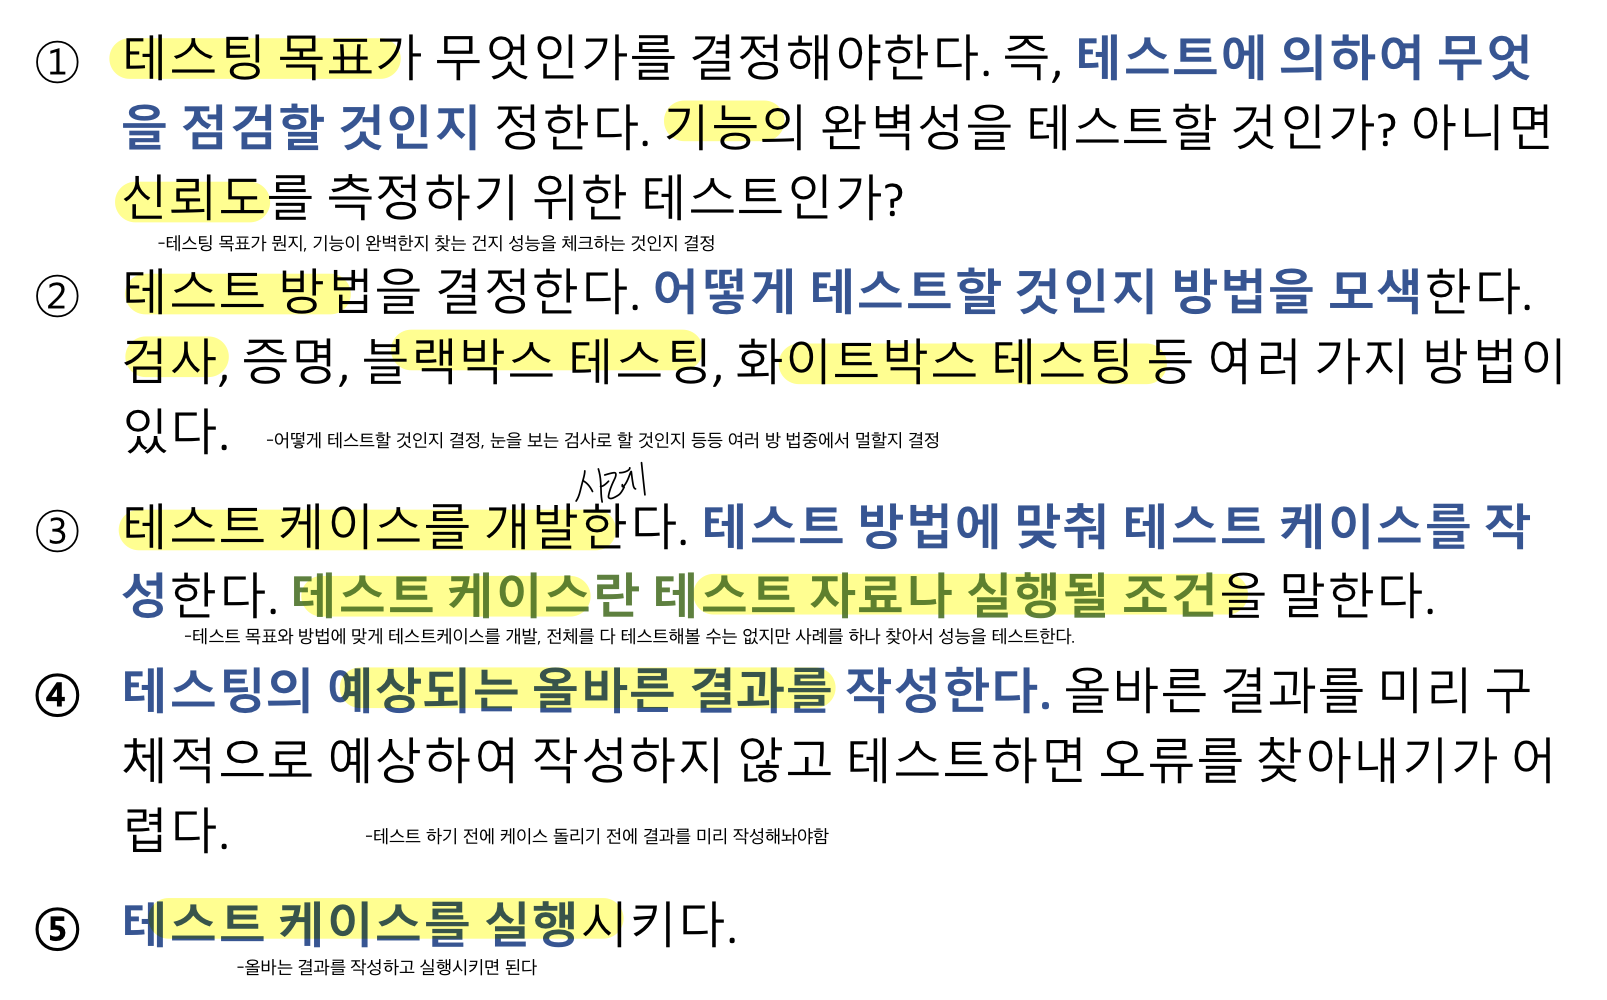 ① 테스팅 목표가 무엇인가를 결정해야한다. 즉, 테스트에 의하여 무엇
을 점검할 것인지 정한다. 기능의 완벽성을 테스트할 것인가? 아니면
신뢰도를 측정하기 위한 테스트인가?
-테스팅 목표가 뭔지, 기능이 완벽한지 찾는 건지 성능을 체크하는 것인지 결정
② 테스트 방법을 결정한다. 어떻게 테스트할 것인지 방법을 모색한다.
검사, 증명, 블랙박스 테스팅, 화이트박스 테스팅 등 여러 가지 방법이
있다. -어떻게 테스트할 것인지 결정, 눈을 보는 검사로 할 것인지 등등 여러 방 법중에서 멀할지 결정
사례
③ 테스트 케이스를 개발한다. 테스트 방법에 맞춰 테스트 케이스를 작
성한다. 테스트 케이스란 테스트 자료나 실행될 조건을 말한다.
-테스트 목표와 방법에 맞게 테스트케이스를 개발, 전체를 다 테스트해볼 수는 없지만 사례를 하나 찾아서 성능을 테스트한다.
④ 테스팅의 예상되는 올바른 결과를 작성한다. 올바른 결과를 미리 구
체적으로 예상하여 작성하지 않고 테스트하면 오류를 찾아내기가 어
렵다. -테스트 하기 전에 케이스 돌리기 전에 결과를 미리 작성해놔야함
⑤ 테스트 케이스를 실행시키다.
-올바는 결과를 작성하고 실행시키면 된다